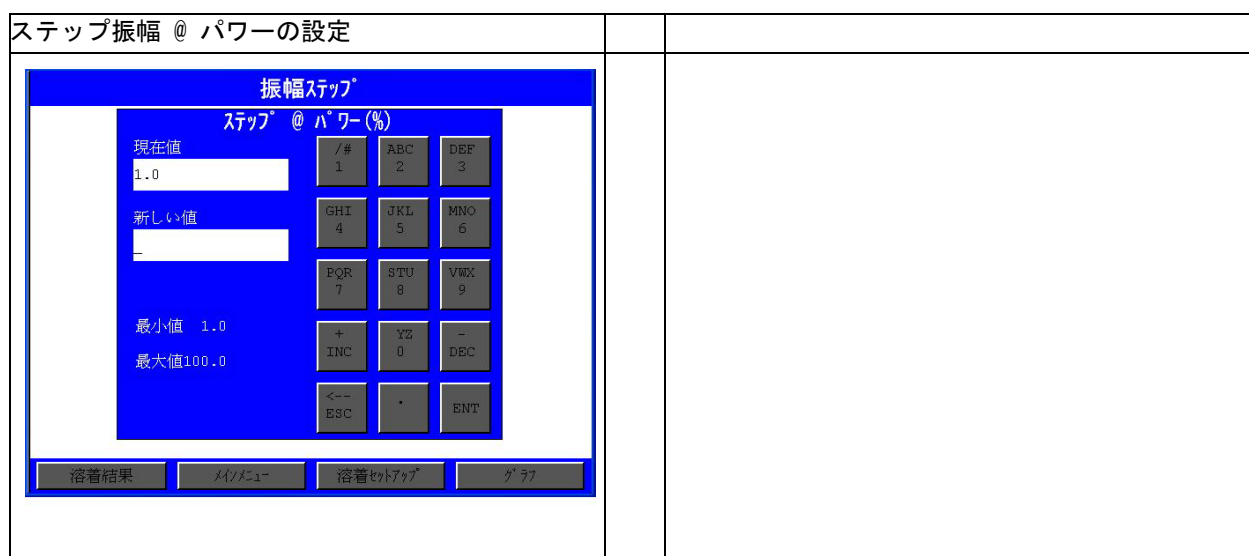 ステップ振幅 @ パワーの設定
振幅ｽﾃｯﾌﾟ
ｽﾃｯﾌﾟ @ ﾊﾟﾜｰ(%)
現在値
1.0
新しい値
_
最小値 1.0
最大値100.0
/# ABC DEF
1 2 3
GHI JKL MNO
4 5 6
PQR STU VWX
7 8 9
+ YZ -
INC 0 DEC
<-- .
ESC ENT
溶着結果 ﾒｲﾝﾒﾆｭｰ 溶着ｾｯﾄｱｯﾌﾟ ｸﾞﾗﾌ